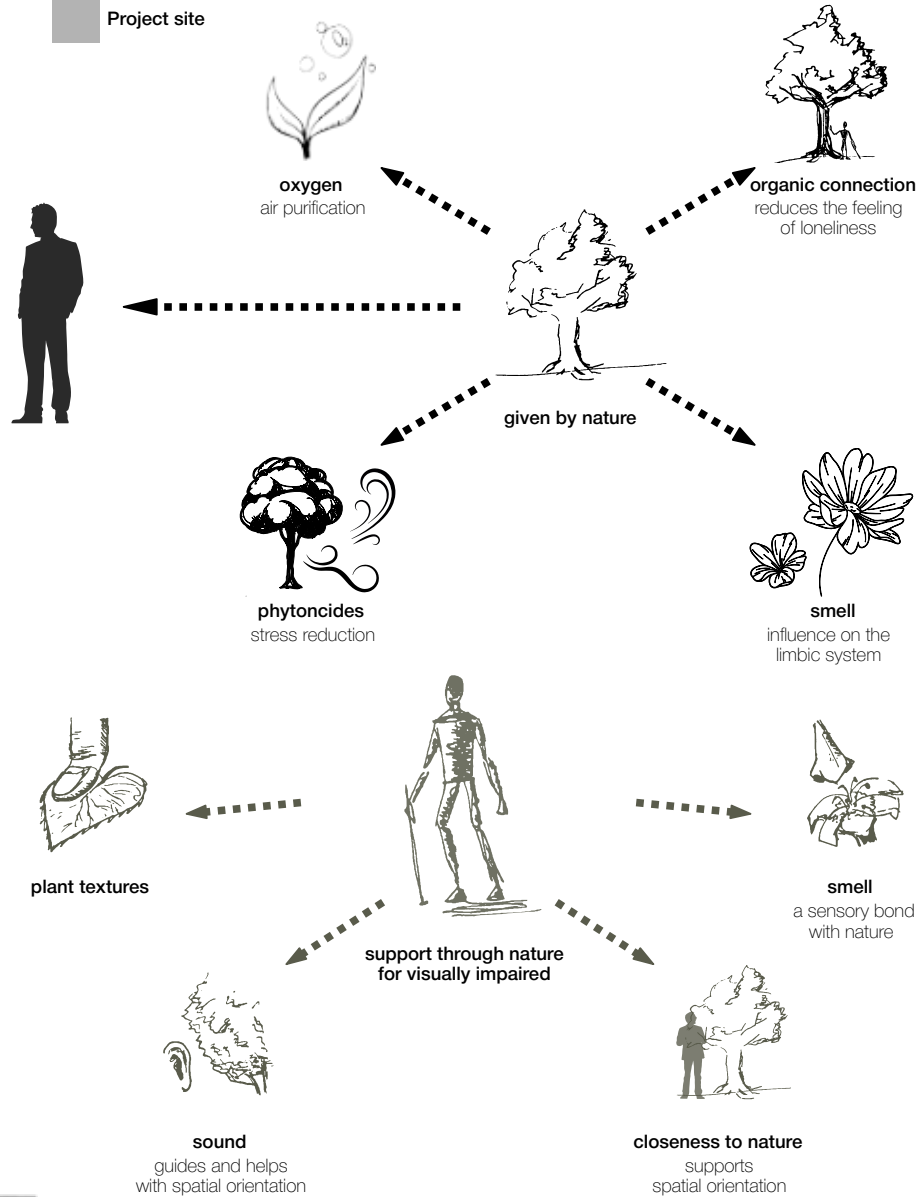 Project site
oxygen
air purification
organic connection
reduces the feeling
of loneliness
given by nature
phytoncides
stress reduction
smell
influence on the
limbic system
plant textures
smell
a sensory bond
with nature
support through nature
for visually impaired
sound
guides and helps
with spatial orientation
closeness to nature
supports
spatial orientation